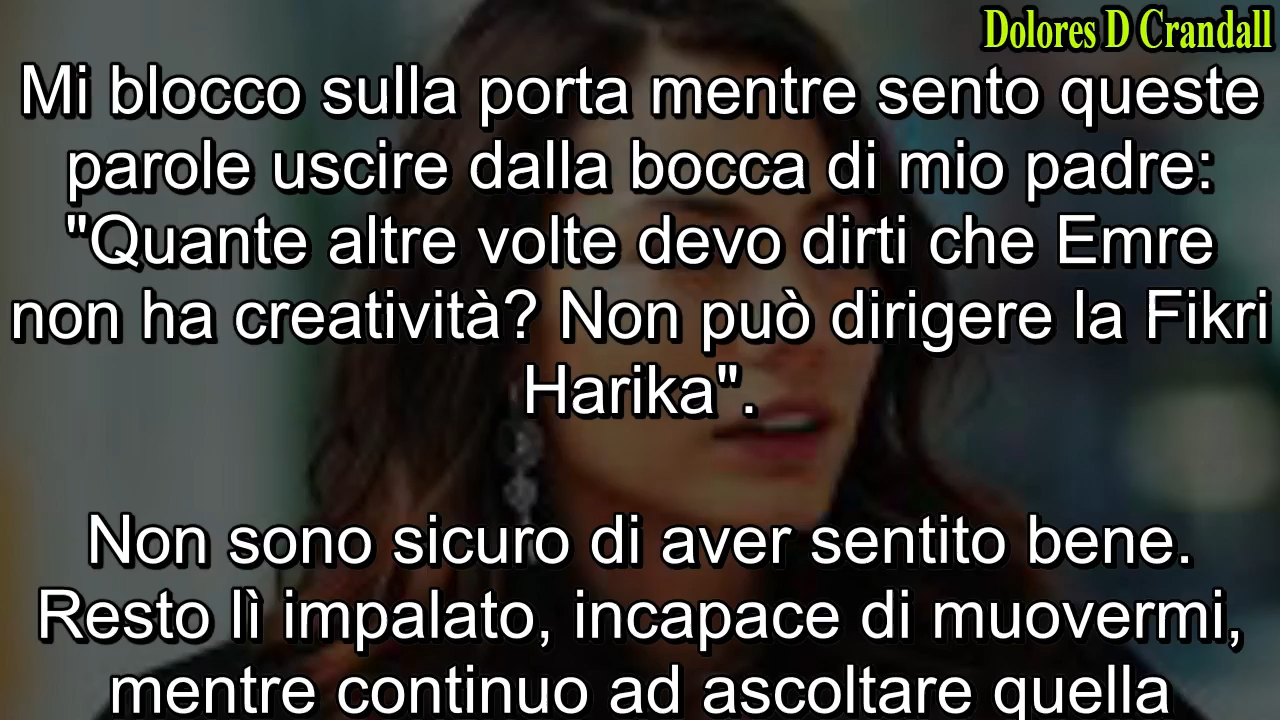 Dolores D Crandall
Mi blocco sulla porta mentre sento queste
parole uscire dalla bocca di mio padre:
"Quante altre volte devo dirti che Emre
non ha creatività? Non può dirigere la Fikri
Harika".
Non sono sicuro di aver sentito bene.
Resto lì impalato, incapace di muovermi,
mentre continuo ad ascoltare quella